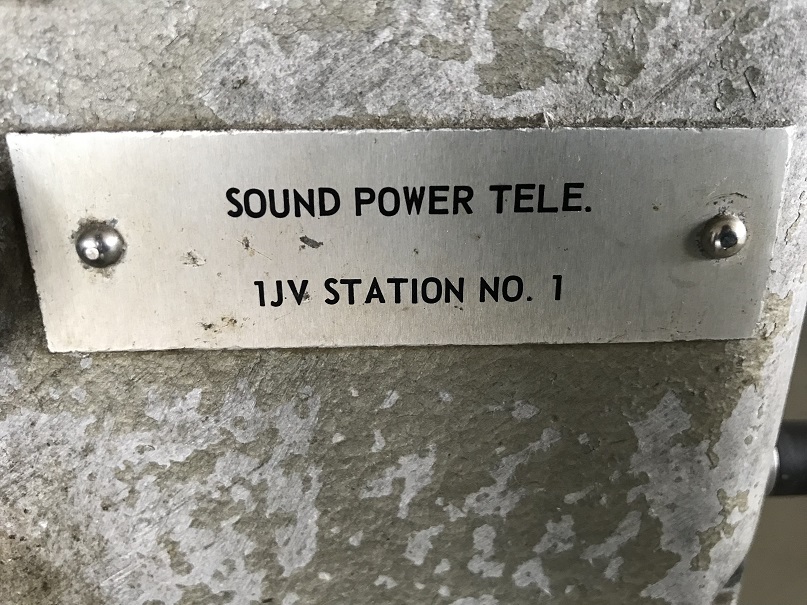 SOUND POWER TELE.
1JV STATION NO. 1